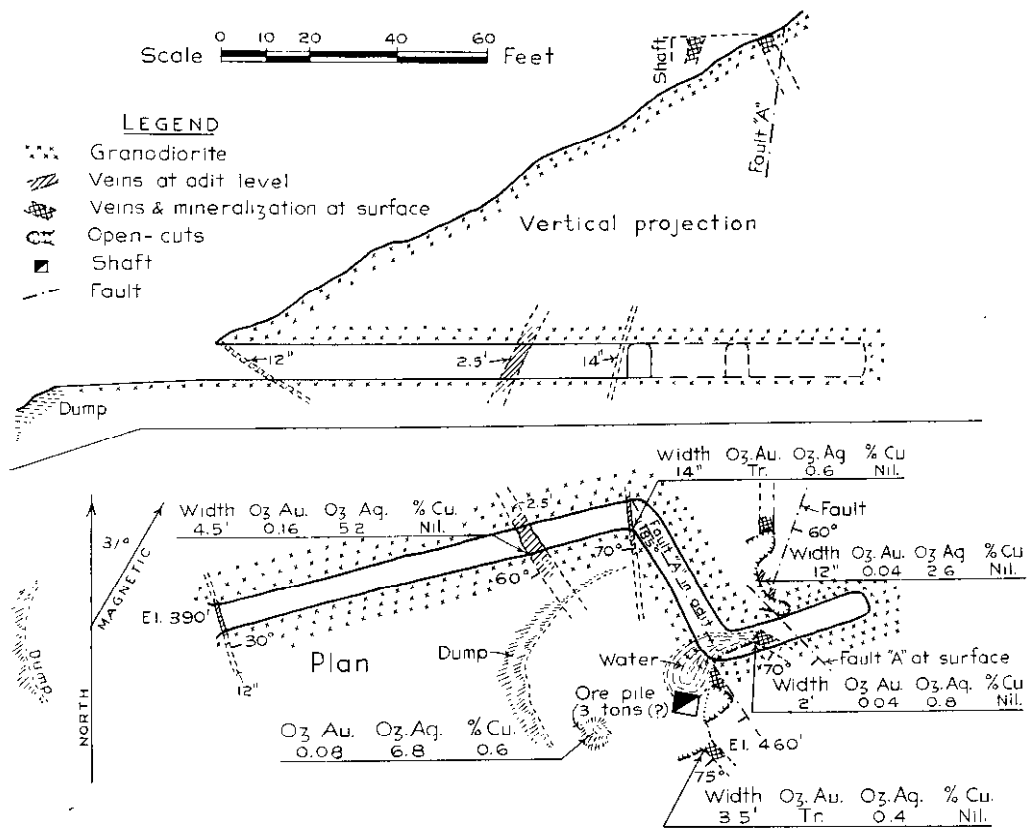 Scale 0 10 20 40 60 Feet
LEGEND
Granodiorite
Veins at adit level
Veins & mineralization at surface
Open-cuts
Shaft
Fault
Shaft
Fault "A"
Vertical projection
12"
2.5'
14"
Dump
Width Oz.Au. Oz.Ag % Cu
14" Tr. 0.6 Nil.
Width Oz Au. Oz Ag. % Cu.
4.5' 0.16 5.2 Nil.
2.5'
Fault
60°
31°
MAGNETIC
NORTH
70°
Fault "A" in adit
85°
Width Oz.Au. Oz Ag % Cu
12" 0.04 2.6 Nil.
60°
El. 390'
30°
12"
Dump
Plan
Dump
Water
70°
Fault "A" at surface
Ore pile
(3 tons(?)
Width Oz Au. Oz.Ag. % Cu
2' 0.04 0.8 Nil.
Oz Au. Oz.Ag. % Cu.
0.08 6.8 0.6
El. 460'
75°
Width Oz.Au. Oz.Ag. % Cu.
3 5' Tr. 0.4 Nil.